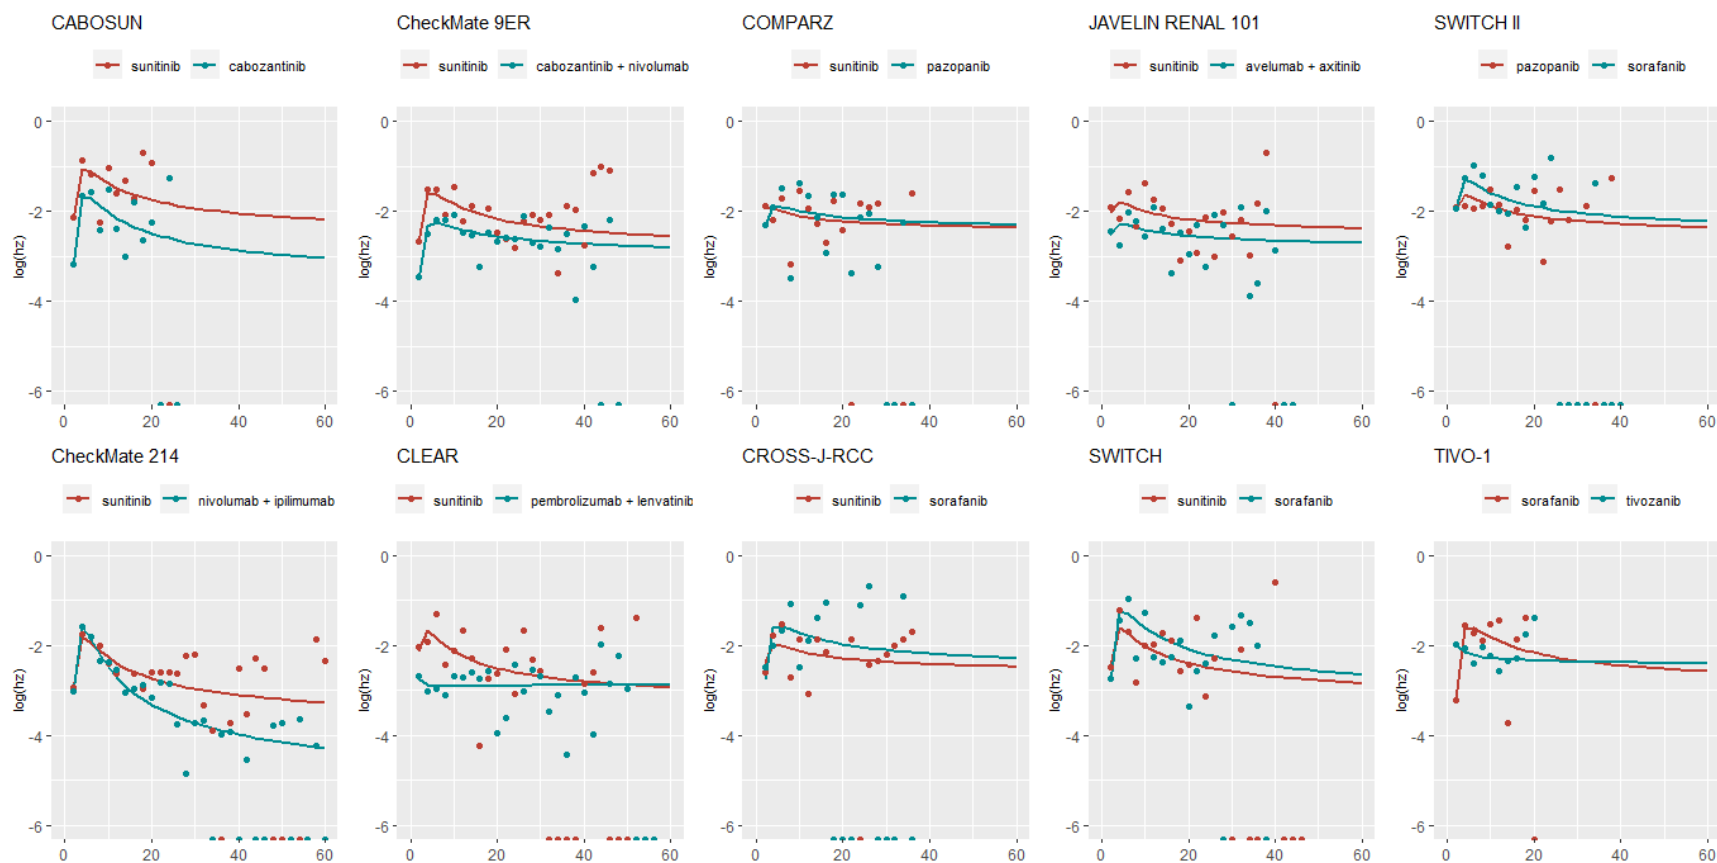 CABOSUN
sunitinib cabozantinib
log(hz)
0
-2
-4
-6
0 20 40 60
CheckMate 9ER
sunitinib cabozantinib + nivolumab
log(hz)
0
-2
-4
-6
0 20 40 60
COMPARZ
sunitinib pazopanib
log(hz)
0
-2
-4
-6
0 20 40 60
JAVELIN RENAL 101
sunitinib avelumab + axitinib
log(hz)
0
-2
-4
-6
0 20 40 60
SWITCH II
pazopanib sorafanib
log(hz)
0
-2
-4
-6
0 20 40 60
CheckMate 214
sunitinib nivolumab + ipilimumab
log(hz)
0
-2
-4
-6
0 20 40 60
CLEAR
sunitinib pembrolizumab + lenvatinib
log(hz)
0
-2
-4
-6
0 20 40 60
CROSS-J-RCC
sunitinib sorafanib
log(hz)
0
-2
-4
-6
0 20 40 60
SWITCH
sunitinib sorafanib
log(hz)
0
-2
-4
-6
0 20 40 60
TIVO-1
sorafanib tivozanib
log(hz)
0
-2
-4
-6
0 20 40 60